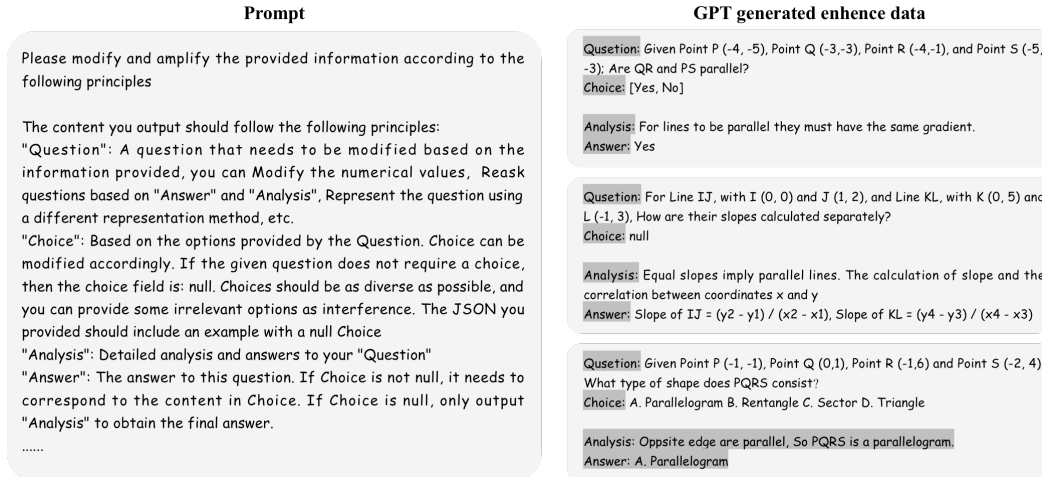 Prompt
Please modify and amplify the provided information according to the
following principles
The content you output should follow the following principles:
"Question": A question that needs to be modified based on the
information provided, you can Modify the numerical values, Reask
questions based on "Answer" and "Analysis", Represent the question using
a different representation method, etc.
"Choice": Based on the options provided by the Question. Choice can be
modified accordingly. If the given question does not require a choice,
then the choice field is: null. Choices should be as diverse as possible, and
you can provide some irrelevant options as interference. The JSON you
provided should include an example with a null Choice
"Analysis": Detailed analysis and answers to your "Question"
"Answer": The answer to this question. If Choice is not null, it needs to
correspond to the content in Choice. If Choice is null, only output
"Analysis" to obtain the final answer.
......
GPT generated enhence data
Qusetion: Given Point P (-4, -5), Point Q (-3,-3), Point R (-4,-1), and Point S (-5,
-3); Are QR and PS parallel?
Choice: [Yes, No]
Analysis: For lines to be parallel they must have the same gradient.
Answer: Yes
Qusetion: For Line IJ, with I (0, 0) and J (1, 2), and Line KL, with K (0, 5) and
L (-1, 3), How are their slopes calculated separately?
Choice: null
Analysis: Equal slopes imply parallel lines. The calculation of slope and the
correlation between coordinates x and y
Answer: Slope of IJ = (y2 - y1) / (x2 - x1), Slope of KL = (y4 - y3) / (x4 - x3)
Qusetion: Given Point P (-1, -1), Point Q (0,1), Point R (-1,6) and Point S (-2, 4)
What type of shape does PQRS consist?
Choice: A. Parallelogram B. Rentangle C. Sector D. Triangle
Analysis: Oppsite edge are parallel, So PQRS is a parallelogram.
Answer: A. Parallelogram